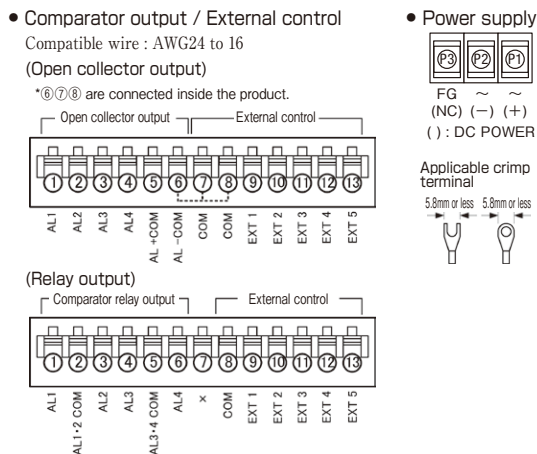 ● Comparator output / External control
Compatible wire : AWG24 to 16
(Open collector output)
*⑥⑦⑧ are connected inside the product.
Open collector output
External control
① ② ③ ④ ⑤ ⑥ ⑦ ⑧ ⑨ ⑩ ⑪ ⑫ ⑬
AL1
AL2
AL3
AL4
AL +COM
AL −COM
COM
COM
EXT 1
EXT 2
EXT 3
EXT 4
EXT 5
(Relay output)
Comparator relay output
External control
① ② ③ ④ ⑤ ⑥ ⑦ ⑧ ⑨ ⑩ ⑪ ⑫ ⑬
AL1
AL1・2 COM
AL2
AL3
AL3・4 COM
AL4
×
COM
EXT 1
EXT 2
EXT 3
EXT 4
EXT 5
● Power supply
P3 P2 P1
FG ~ ~
(NC) (−) (+)
( ) : DC POWER
Applicable crimp
terminal
5.8mm or less 5.8mm or less